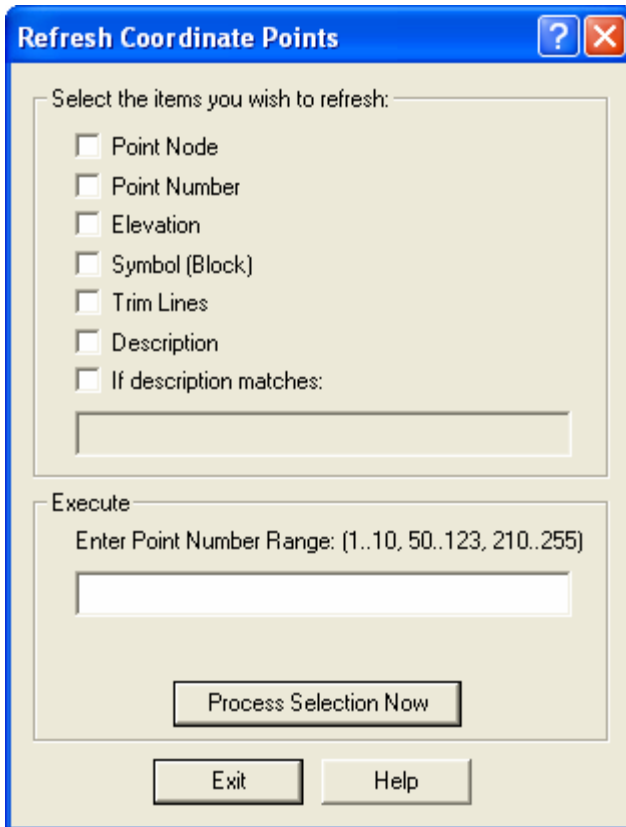 Refresh Coordinate Points
Select the items you wish to refresh:
Point Node
Point Number
Elevation
Symbol (Block)
Trim Lines
Description
If description matches:
Execute
Enter Point Number Range: (1..10, 50..123, 210..255)
Process Selection Now
Exit Help